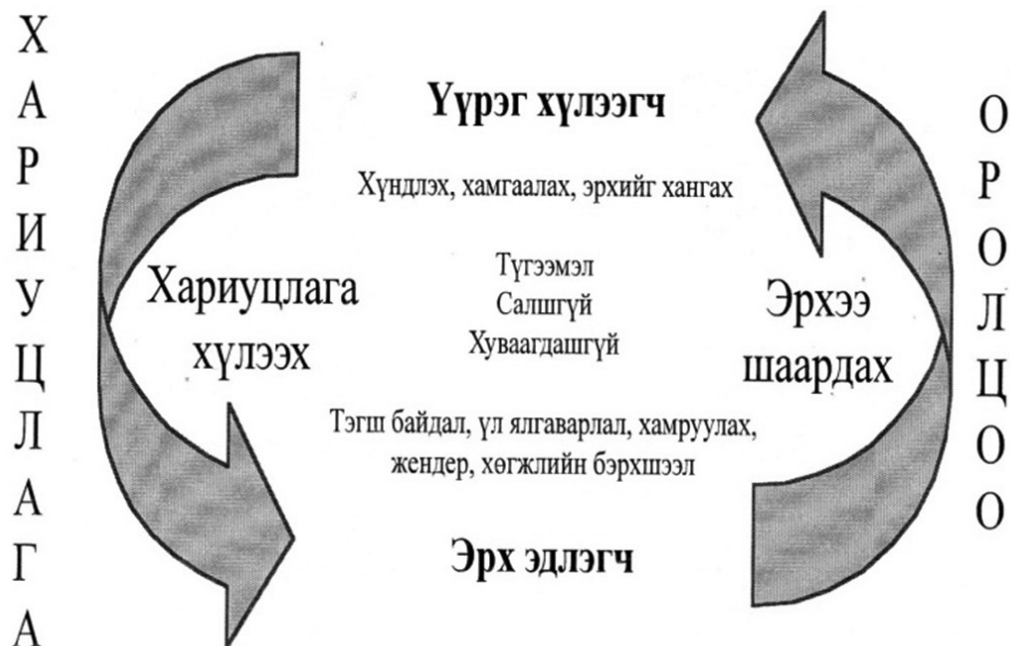 ХАРИУЦЛАГА
Үүрэг хүлээгч
Хүндлэх, хамгаалах, эрхийг хангах
Хариуцлага
хүлээх
Түгээмэл
Салшгүй
Хуваагдашгүй
Эрхээ
шаардах
Тэгш байдал, үл ялгаварлал, хамруулах,
жендер, хөгжлийн бэрхшээл
Эрх эдлэгч
ОРОЛЦОО